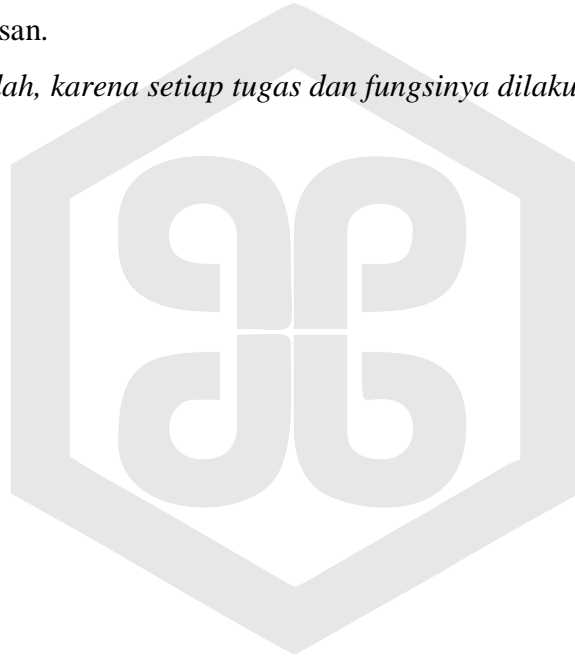 san.
lah, karena setiap tugas dan fungsinya dilaku